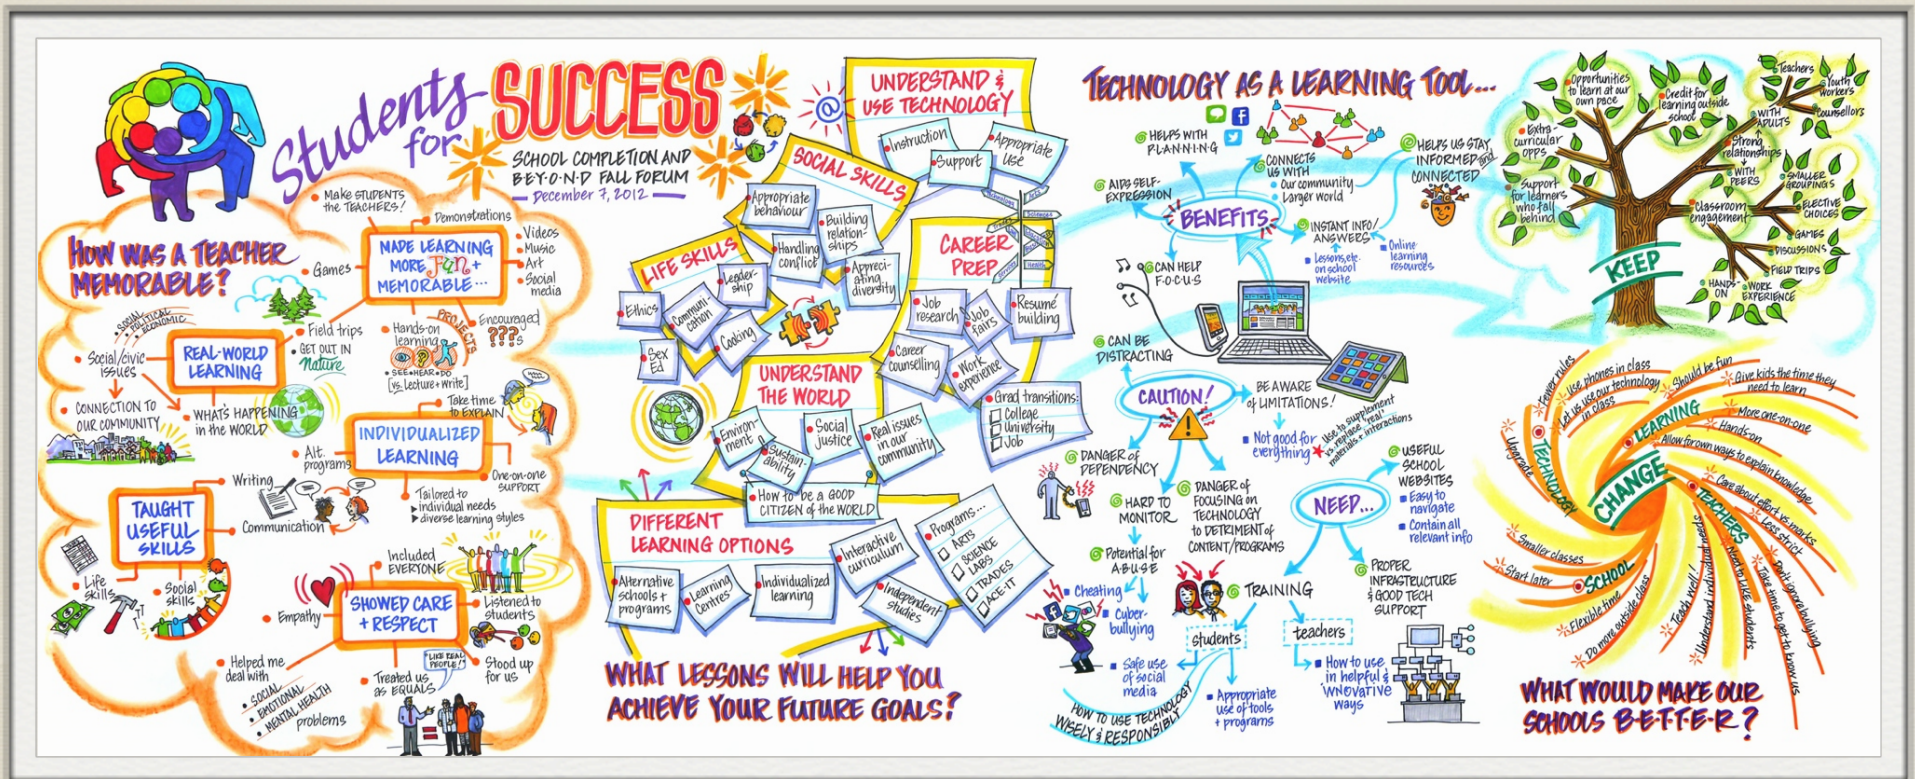 Students
for
SUCCESS
SCHOOL COMPLETION AND
B·E·Y·O·N·D FALL FORUM
December 7, 2012
HOW WAS A TEACHER
MEMORABLE?
Make STUDENTS
the TEACHERS!
Demonstrations
MADE LEARNING
MORE FUN +
MEMORABLE...
Videos
Music
Art
Social
media
Games
Field trips
GET OUT IN
Nature
Hands-on
learning
PROJECTS
SEE·HEAR·DO
[vs. Lecture+Write]
Encouraged
???s
SOCIAL
POLITICAL
ECONOMIC
REAL-WORLD
LEARNING
Social/civic
issues
CONNECTION TO
OUR COMMUNITY
WHAT'S HAPPENING
in the WORLD
Take time
to EXPLAIN
INDIVIDUALIZED
LEARNING
Alt.
programs
One-on-one
SUPPORT
Tailored to
individual needs
diverse learning styles
Writing
TAUGHT
USEFUL
SKILLS
Communication
Life
skills
Social
skills
Included
EVERYONE
SHOWED CARE
+ RESPECT
Empathy
Listened to
students
Helped me
deal with
SOCIAL
EMOTIONAL
MENTAL HEALTH
problems
Treated us
as EQUALS
"LIKE REAL
PEOPLE!"
Stood up
for us
@
UNDERSTAND &
USE TECHNOLOGY
Instruction
Support
Appropriate
use
SOCIAL SKILLS
Appropriate
behaviour
Building
relation-
ships
Handling
conflict
Appreci-
ating
diversity
LIFE SKILLS
Leader-
ship
Ethics
Communi-
cation
Cooking
Sex
Ed
CAREER
PREP
Job
research
Job
fairs
Resumé
building
Career
counselling
Work
experience
Grad transitions:
College
University
Job
UNDERSTAND
THE WORLD
Environ-
ment
Sustain-
ability
Social
justice
Real issues
in our
community
How to be a GOOD
CITIZEN of the WORLD
DIFFERENT
LEARNING OPTIONS
Alternative
schools +
programs
Learning
Centres
Individualized
learning
Interactive
curriculum
Independent
studies
Programs...
ARTS
SCIENCE
LABS
TRADES
ACE-IT
WHAT LESSONS WILL HELP YOU
ACHIEVE YOUR FUTURE GOALS?
TECHNOLOGY AS A LEARNING TOOL...
HELPS WITH
PLANNING
CONNECTS
US WITH
Our community
Larger world
HELPS US STAY
INFORMED and
CONNECTED
AIDS SELF-
EXPRESSION
BENEFITS
INSTANT INFO/
ANSWERS
Lessons, etc.
on school
website
Online
learning
resources
CAN HELP
F·O·C·U·S
CAN BE
DISTRACTING
CAUTION!
BE AWARE
of LIMITATIONS!
Not good for
everything
Use to supplement
vs. replace "real"
materials + interactions
DANGER of
DEPENDENCY
HARD TO
MONITOR
DANGER of
FOCUSING on
TECHNOLOGY
to DETRIMENT of
CONTENT/PROGRAMS
Potential for
ABUSE
Cheating
Cyber-
bullying
NEED...
USEFUL
SCHOOL
WEBSITES
Easy to
navigate
Contain all
relevant info
PROPER
INFRASTRUCTURE
& GOOD TECH
SUPPORT
TRAINING
students
teachers
Safe use
of social
media
Appropriate
use of tools
+ programs
How to use
in helpful &
innovative
ways
HOW TO USE TECHNOLOGY
WISELY & RESPONSIBLY
Opportunities
to learn at our
own pace
Credit for
learning outside
school
Teachers
Youth
workers
Counsellors
WITH
ADULTS
Extra-
curricular
opps
Strong
relationships
WITH
PEERS
Support
for learners
who fall
behind
SMALLER
GROUPINGS
Classroom
engagement
ELECTIVE
CHOICES
GAMES
DISCUSSIONS
FIELD TRIPS
HANDS-
ON
WORK
EXPERIENCE
KEEP
CHANGE
TECHNOLOGY
Upgrade
Fewer rules
Use phones in class
Let us use our technology
in class
LEARNING
Should be fun
Give kids the time they
need to learn
More one-on-one
Hands-on
Allow for own ways to explain knowledge
TEACHERS
Care about effort vs marks
Less strict
Don't ignore bullying
Take time to get to know us
Need to like students
Understand individual needs
Teach well!
SCHOOL
Smaller classes
Start later
Flexible time
Do more outside class
WHAT WOULD MAKE OUR
SCHOOLS B·E·T·T·E·R?